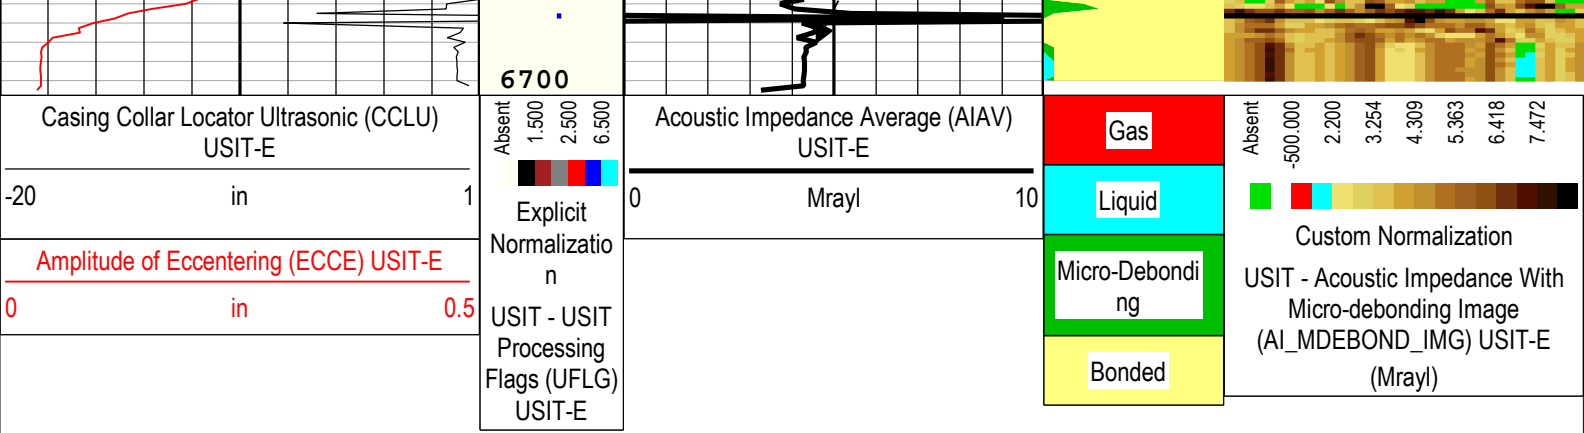 6700
Casing Collar Locator Ultrasonic (CCLU)
USIT-E
-20 in 1
Amplitude of Eccentering (ECCE) USIT-E
0 in 0.5
Absent
1.500
2.500
6.500
Explicit
Normalizatio
n
USIT - USIT
Processing
Flags (UFLG)
USIT-E
Acoustic Impedance Average (AIAV)
USIT-E
0 Mrayl 10
Gas
Liquid
Micro-Debondi
ng
Bonded
Absent
-500.000
2.200
3.254
4.309
5.363
6.418
7.472
Custom Normalization
USIT - Acoustic Impedance With
Micro-debonding Image
(AI_MDEBOND_IMG) USIT-E
(Mrayl)